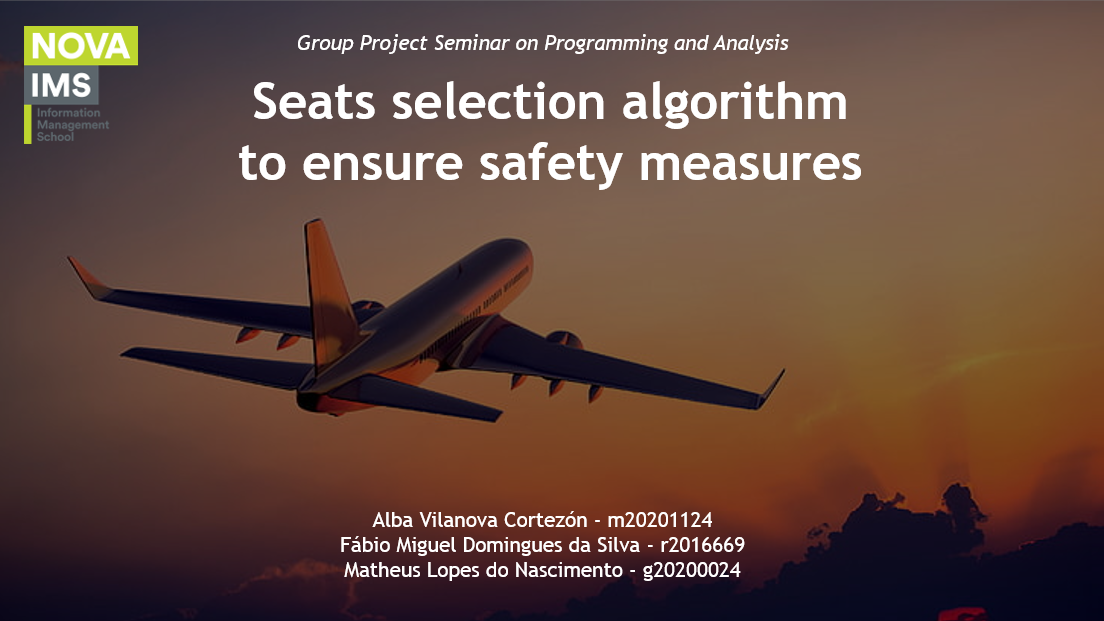 NOVA
IMS
Information
Management
School
Group Project Seminar on Programming and Analysis
Seats selection algorithm
to ensure safety measures
Alba Vilanova Cortezón - m20201124
Fábio Miguel Domingues da Silva - r2016669
Matheus Lopes do Nascimento - g20200024